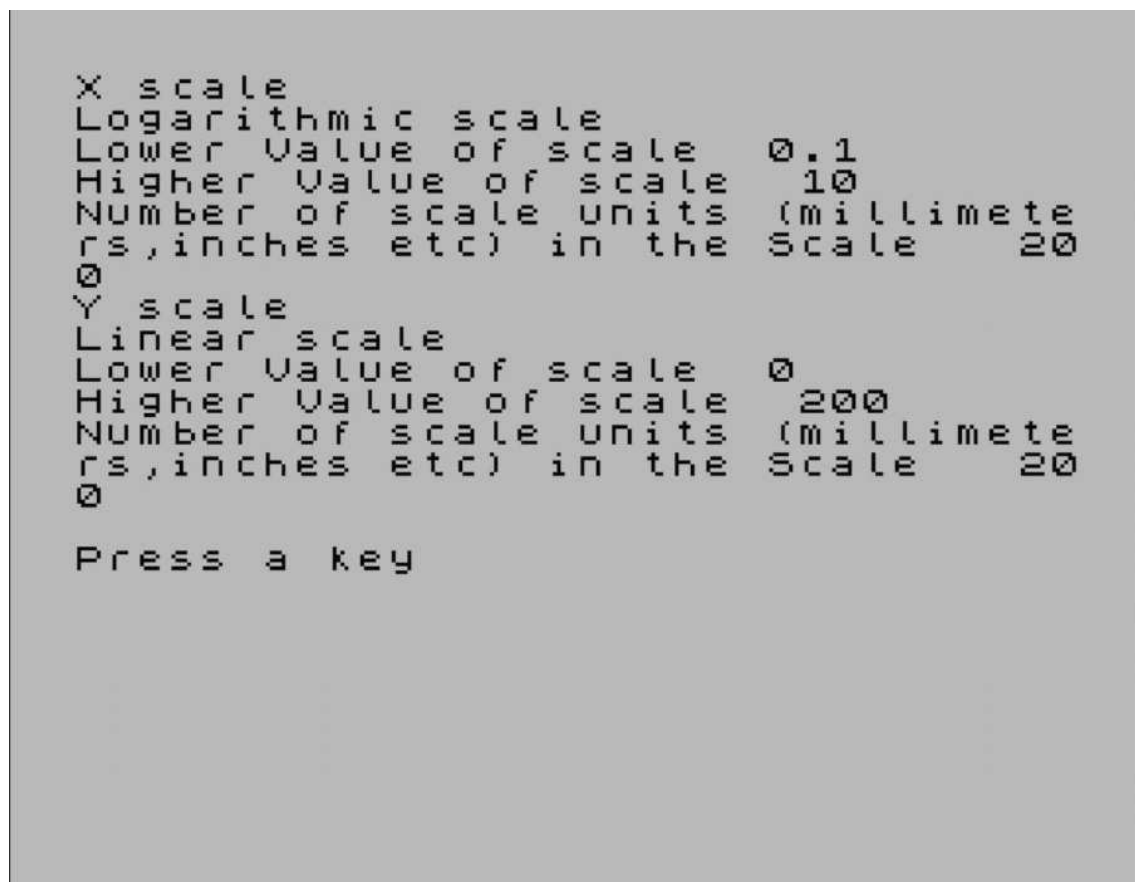 X scale
Logarithmic scale
Lower Value of scale  0.1
Higher Value of scale  10
Number of scale units (millimete
rs,inches etc) in the Scale   20
0
Y scale
Linear scale
Lower Value of scale  0
Higher Value of scale  200
Number of scale units (millimete
rs,inches etc) in the Scale   20
0
Press a key